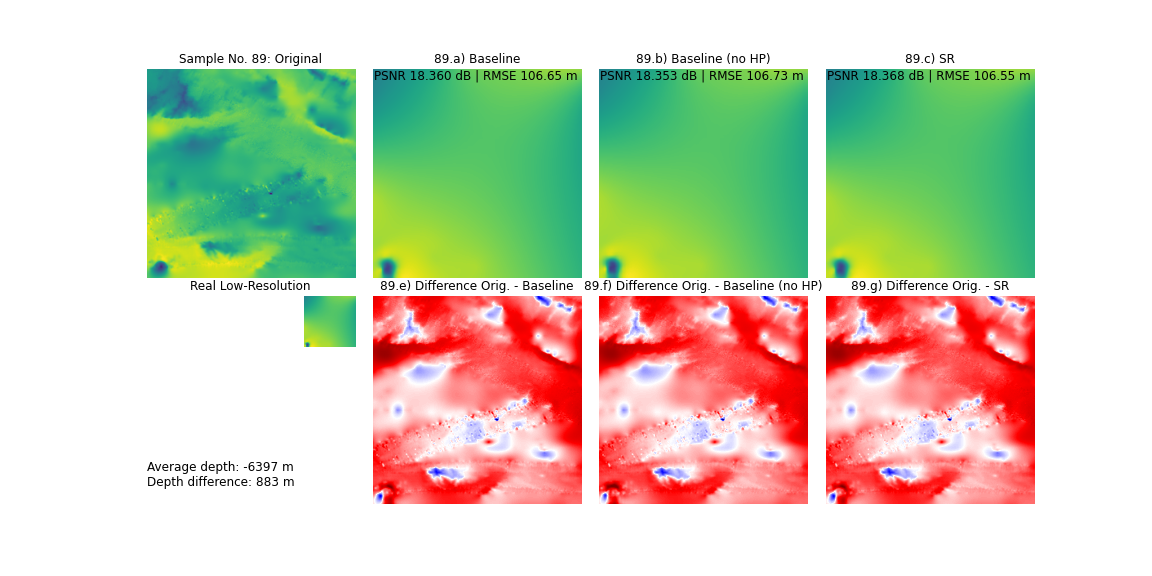 Sample No. 89: Original
89.a) Baseline
89.b) Baseline (no HP)
89.c) SR
PSNR 18.360 dB | RMSE 106.65 m
PSNR 18.353 dB | RMSE 106.73 m
PSNR 18.368 dB | RMSE 106.55 m
Real Low-Resolution
89.e) Difference Orig. - Baseline
89.f) Difference Orig. - Baseline (no HP)
89.g) Difference Orig. - SR
Average depth: -6397 m
Depth difference: 883 m